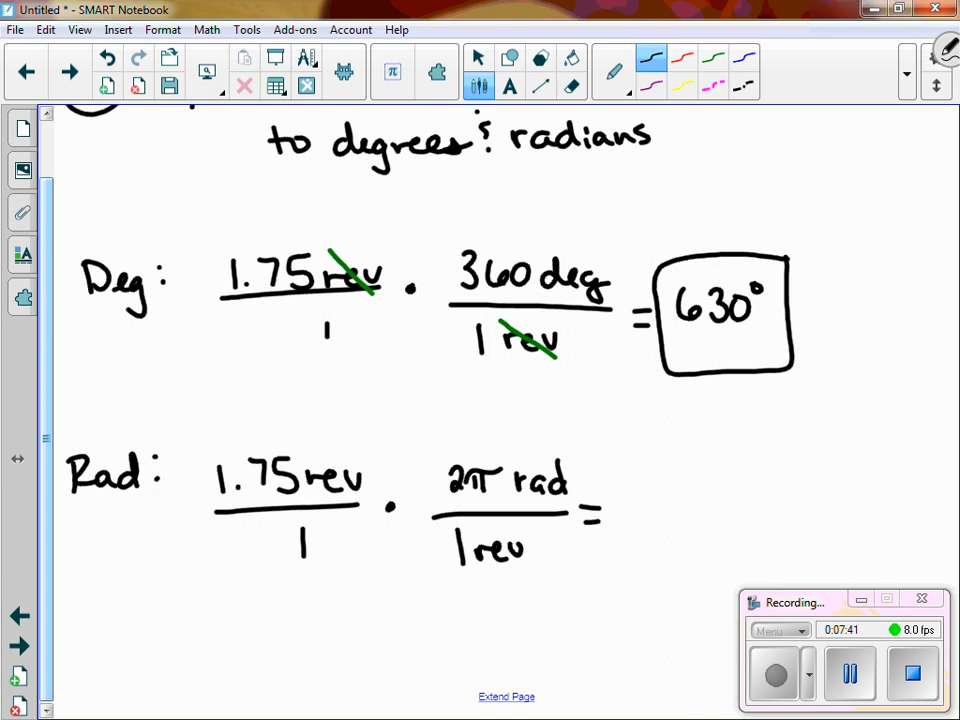 Untitled * - SMART Notebook
File Edit View Insert Format Math Tools Add-ons Account Help
to degrees & radians
Deg: 1.75 rev / 1 · 360 deg / 1 rev = 630°
Rad: 1.75 rev / 1 · 2π rad / 1 rev =
Recording...
Menu 0:07:41 8.0 fps
Extend Page